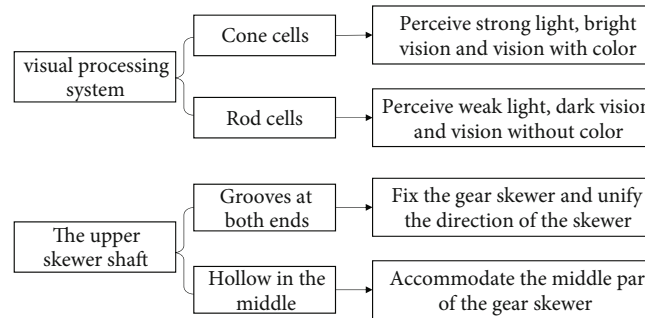 visual processing
system
Cone cells
Perceive strong light, bright
vision and vision with color
Rod cells
Perceive weak light, dark vision
and vision without color
The upper
skewer shaft
Grooves at
both ends
Fix the gear skewer and unify
the direction of the skewer
Hollow in the
middle
Accommodate the middle part
of the gear skewer